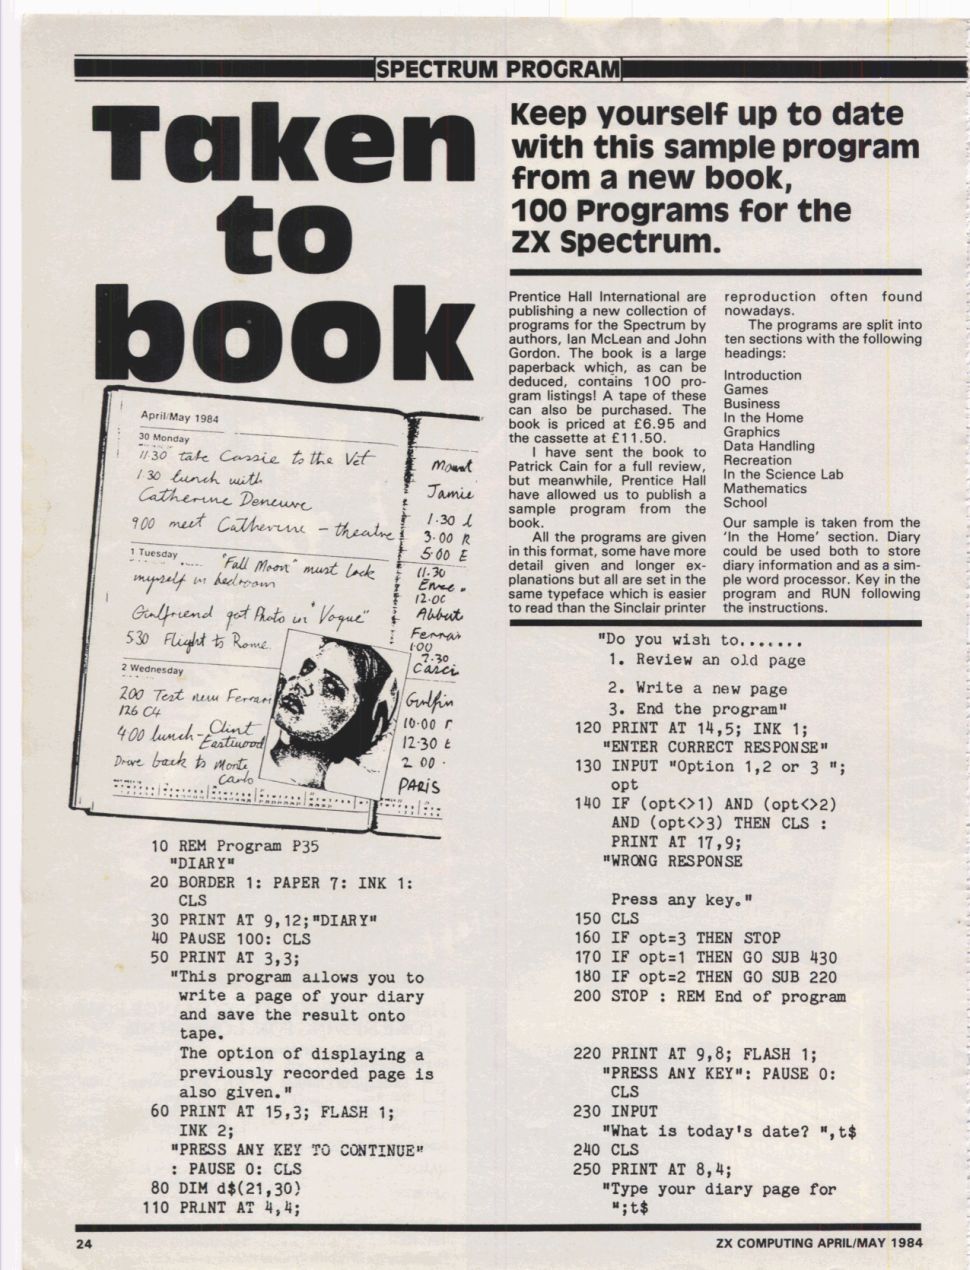 SPECTRUM PROGRAM
Taken
to
book
Keep yourself up to date
with this sample program
from a new book,
100 Programs for the
ZX Spectrum.
Prentice Hall International are
publishing a new collection of
programs for the Spectrum by
authors, Ian McLean and John
Gordon. The book is a large
paperback which, as can be
deduced, contains 100 pro-
gram listings! A tape of these
can also be purchased. The
book is priced at £6.95 and
the cassette at £11.50.
I have sent the book to
Patrick Cain for a full review,
but meanwhile, Prentice Hall
have allowed us to publish a
sample program from the
book.
All the programs are given
in this format, some have more
detail given and longer ex-
planations but all are set in the
same typeface which is easier
to read than the Sinclair printer
reproduction often found
nowadays.
The programs are split into
ten sections with the following
headings:
Introduction
Games
Business
In the Home
Graphics
Data Handling
Recreation
In the Science Lab
Mathematics
School
Our sample is taken from the
'In the Home' section. Diary
could be used both to store
diary information and as a sim-
ple word processor. Key in the
program and RUN following
the instructions.
April/May 1984
30 Monday
11.30 take Cassie to the Vet
1.30 lunch with
Catherine Deneuve
9.00 meet Catherine - theatre
1 Tuesday
"Fall Moon" must lock
myself in bedroom
Girlfriend got Photo in "Vogue"
5.30 Flight to Rome.
2 Wednesday
2.00 Test new Ferrari
126 C4
4.00 lunch - Clint
Eastwood
Drive back to Monte
Carlo
Mount
Jamie
1.30 l
3.00 R
5.00 E
11.30
12.00
Abbut
Ferrari
1.00
7.30
10.00 r
12.30 t
2 00.
PARIS
10 REM Program P35
"DIARY"
20 BORDER 1: PAPER 7: INK 1:
CLS
30 PRINT AT 9,12;"DIARY"
40 PAUSE 100: CLS
50 PRINT AT 3,3;
"This program allows you to
write a page of your diary
and save the result onto
tape.
The option of displaying a
previously recorded page is
also given."
60 PRINT AT 15,3; FLASH 1;
INK 2;
"PRESS ANY KEY TO CONTINUE"
: PAUSE 0: CLS
80 DIM d$(21,30)
110 PRINT AT 4,4;
"Do you wish to.......
1. Review an old page
2. Write a new page
3. End the program"
120 PRINT AT 14,5; INK 1;
"ENTER CORRECT RESPONSE"
130 INPUT "Option 1,2 or 3 ";
opt
140 IF (opt<>1) AND (opt<>2)
AND (opt<>3) THEN CLS :
PRINT AT 17,9;
"WRONG RESPONSE
Press any key."
150 CLS
160 IF opt=3 THEN STOP
170 IF opt=1 THEN GO SUB 430
180 IF opt=2 THEN GO SUB 220
200 STOP : REM End of program
220 PRINT AT 9,8; FLASH 1;
"PRESS ANY KEY": PAUSE 0:
CLS
230 INPUT
"What is today's date? ",t$
240 CLS
250 PRINT AT 8,4;
"Type your diary page for
";t$
24
ZX COMPUTING APRIL/MAY 1984